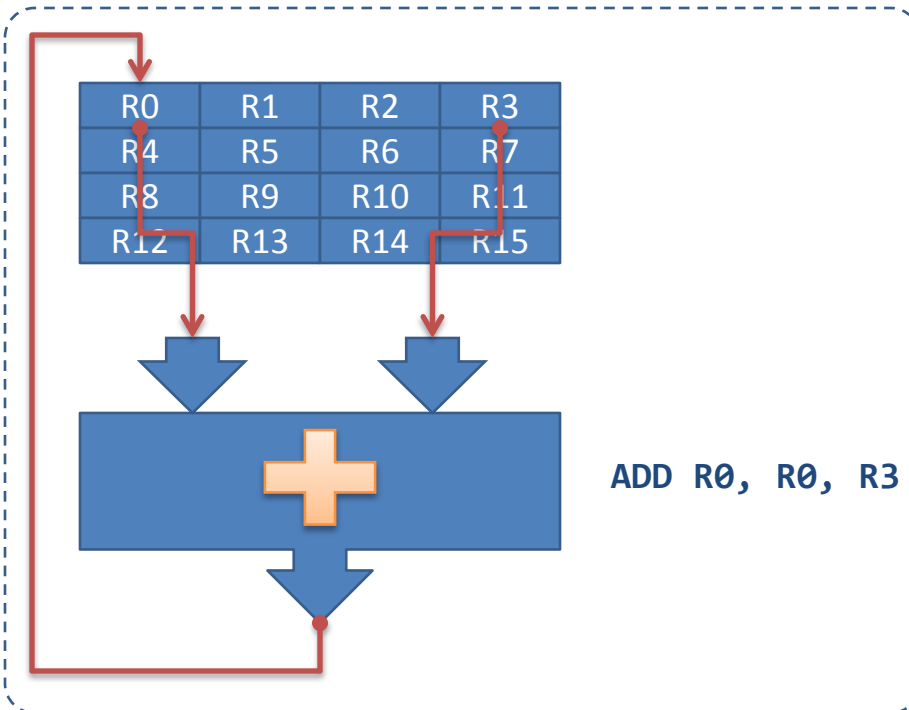 R0 R1 R2 R3
R4 R5 R6 R7
R8 R9 R10 R11
R12 R13 R14 R15
ADD R0, R0, R3